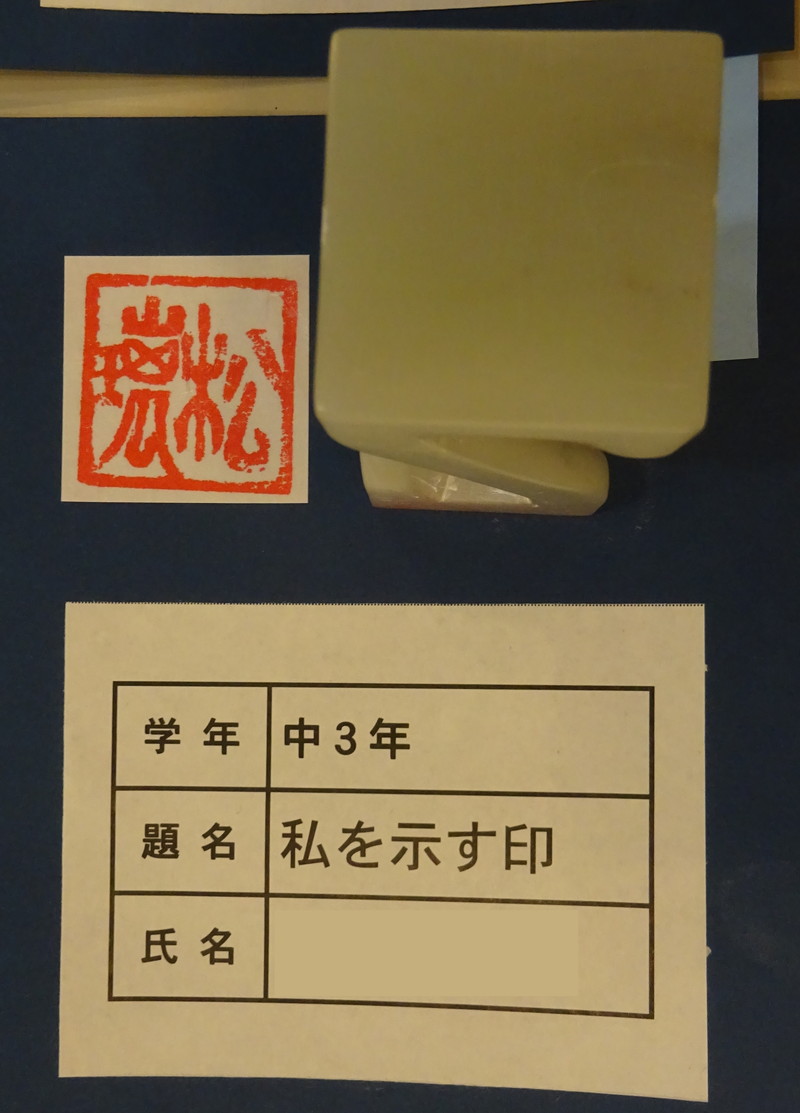 学年 中3年
題名 私を示す印
氏名